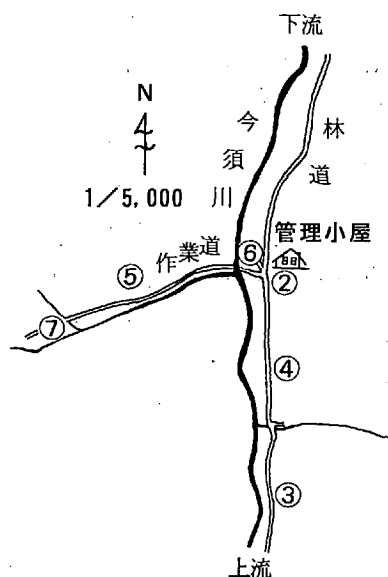 下流
N
1/5,000
今須川
林道
管理小屋
⑥
②
作業道
⑤
⑦
④
③
上流